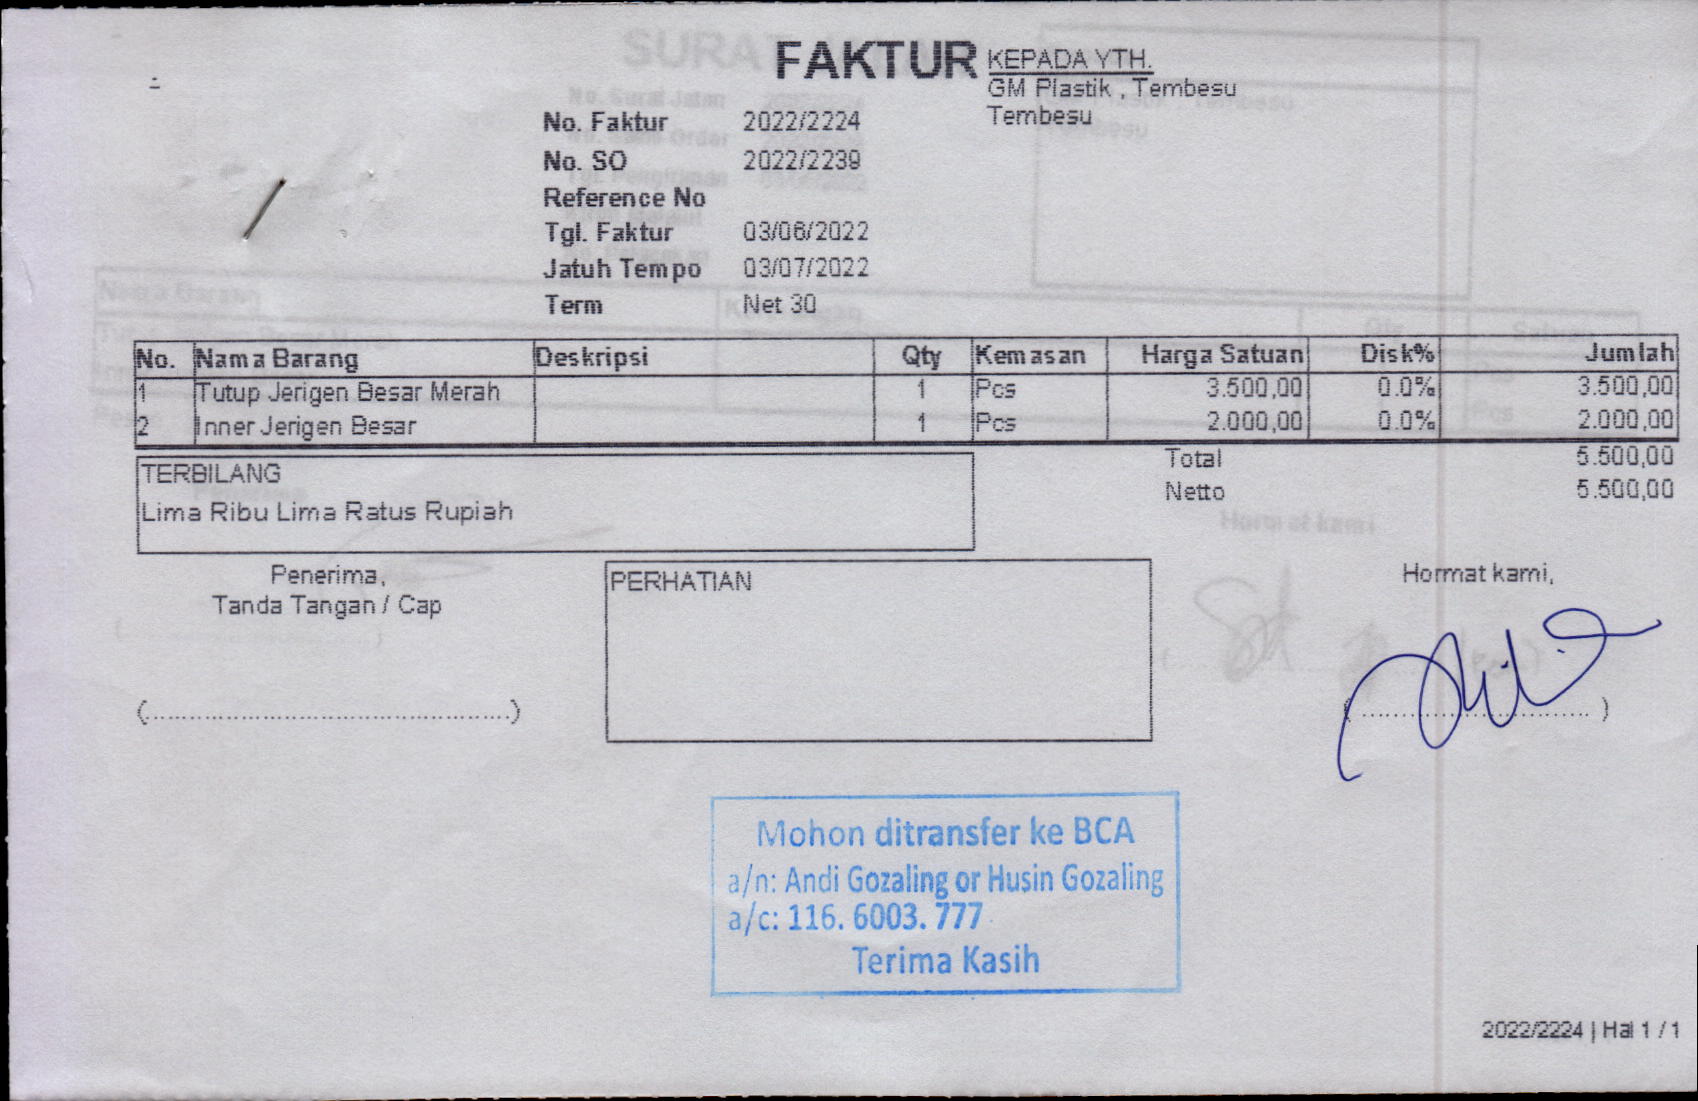 FAKTUR
KEPADA YTH.
GM Plastik , Tembesu
Tembesu
No. Faktur 2022/2224
No. SO 2022/2239
Reference No
Tgl. Faktur 03/06/2022
Jatuh Tempo 03/07/2022
Term Net 30
No. Nama Barang Deskripsi Qty Kemasan Harga Satuan Disk% Jumlah
1 Tutup Jerigen Besar Merah 1 Pcs 3.500,00 0.0% 3.500,00
2 Inner Jerigen Besar 1 Pcs 2.000,00 0.0% 2.000,00
Total 5.500,00
Netto 5.500,00
TERBILANG
Lima Ribu Lima Ratus Rupiah
Penerima,
Tanda Tangan / Cap
(................................................)
PERHATIAN
Hormat kami,
(.............................. )
Mohon ditransfer ke BCA
a/n: Andi Gozaling or Husin Gozaling
a/c: 116. 6003. 777
Terima Kasih
2022/2224 | Hal 1 / 1